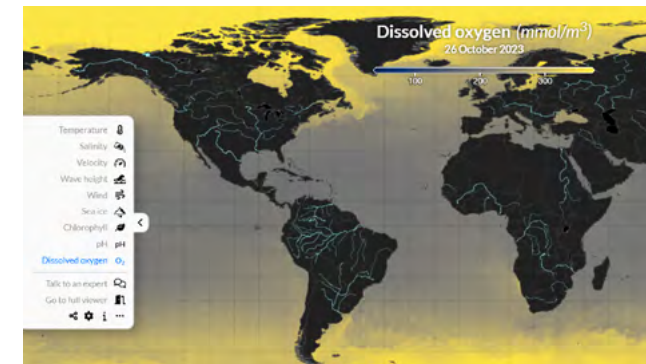 Dissolved oxygen (mmol/m³)
26 October 2023
100 200 300
Temperature
Salinity
Velocity
Wave height
Wind
Sea ice
Chlorophyll
pH pH
Dissolved oxygen O₂
Talk to an expert
Go to full viewer
i ...